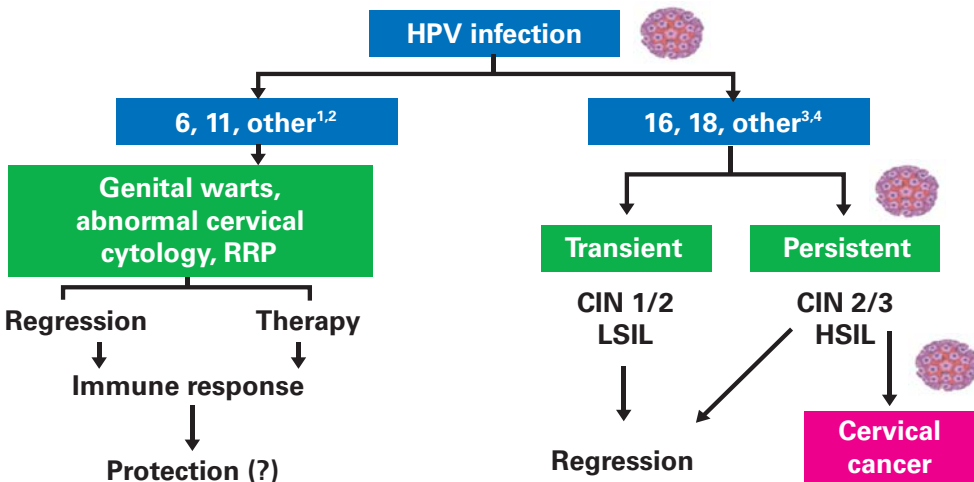 HPV infection
6, 11, other1,2
16, 18, other3,4
Genital warts,
abnormal cervical
cytology, RRP
Transient
Persistent
Regression
Therapy
CIN 1/2
LSIL
CIN 2/3
HSIL
Immune response
Protection (?)
Regression
Cervical
cancer